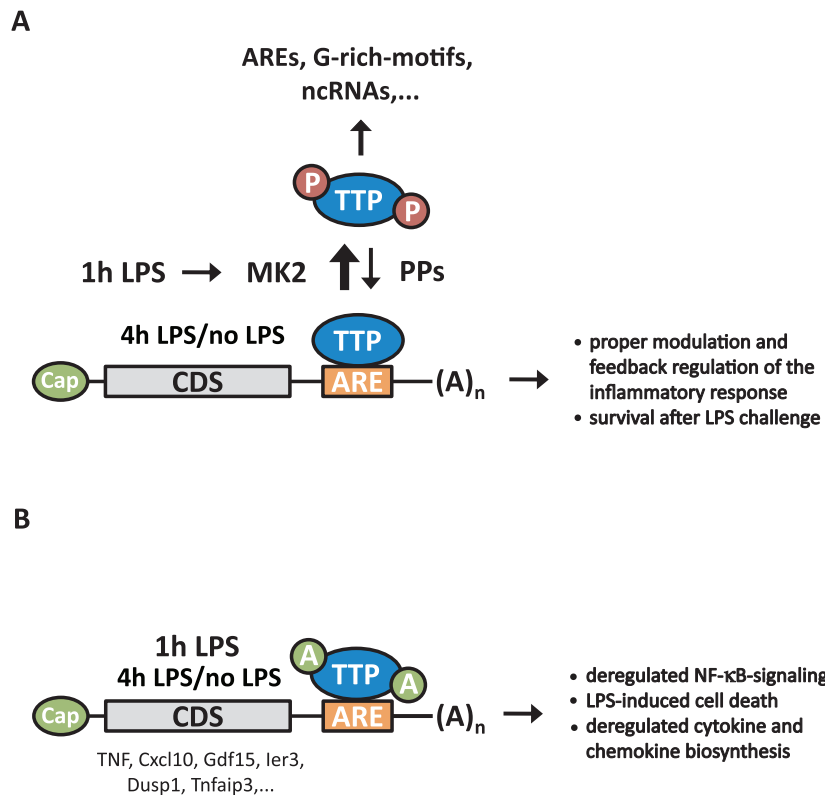 A
AREs, G-rich-motifs,
ncRNAs,...
P
TTP
P
1h LPS
MK2
PPs
4h LPS/no LPS
TTP
Cap
CDS
ARE
(A)n
• proper modulation and
feedback regulation of the
inflammatory response
• survival after LPS challenge
B
1h LPS
4h LPS/no LPS
A
TTP
A
Cap
CDS
ARE
(A)n
• deregulated NF-κB-signaling
• LPS-induced cell death
• deregulated cytokine and
chemokine biosynthesis
TNF, Cxcl10, Gdf15, Ier3,
Dusp1, Tnfaip3,...